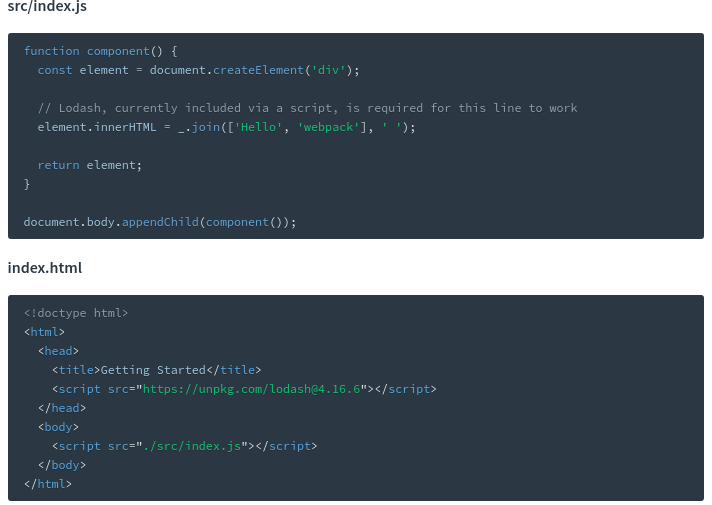 src/index.js
function component() {
  const element = document.createElement('div');

  // Lodash, currently included via a script, is required for this line to work
  element.innerHTML = _.join(['Hello', 'webpack'], ' ');

  return element;
}

document.body.appendChild(component());
index.html
<!doctype html>
<html>
  <head>
    <title>Getting Started</title>
    <script src="https://unpkg.com/lodash@4.16.6"></script>
  </head>
  <body>
    <script src="./src/index.js"></script>
  </body>
</html>